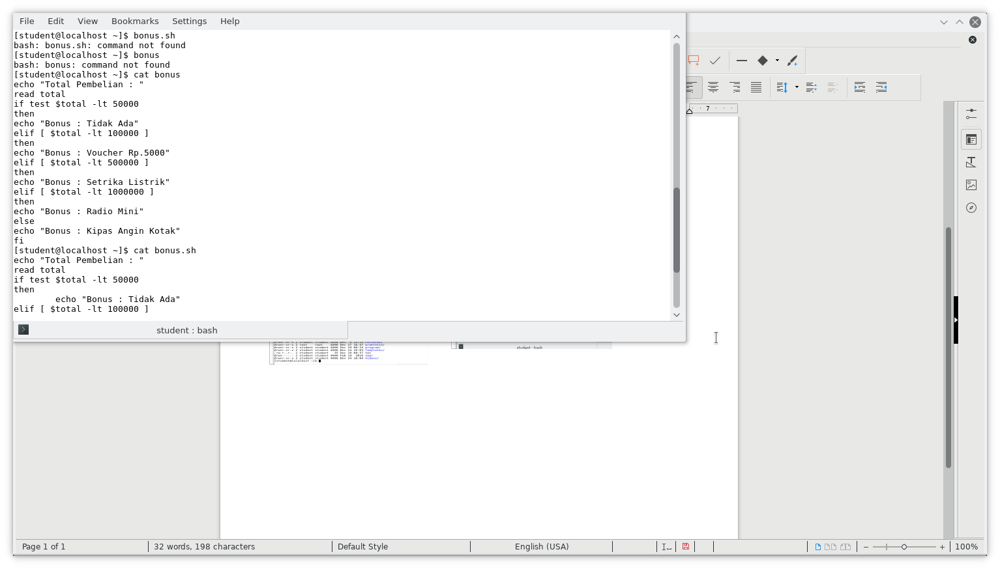 File Edit View Bookmarks Settings Help
[student@localhost ~]$ bonus.sh
bash: bonus.sh: command not found
[student@localhost ~]$ bonus
bash: bonus: command not found
[student@localhost ~]$ cat bonus
echo "Total Pembelian : "
read total
if test $total -lt 50000
then
echo "Bonus : Tidak Ada"
elif [ $total -lt 100000 ]
then
echo "Bonus : Voucher Rp.5000"
elif [ $total -lt 500000 ]
then
echo "Bonus : Setrika Listrik"
elif [ $total -lt 1000000 ]
then
echo "Bonus : Radio Mini"
else
echo "Bonus : Kipas Angin Kotak"
fi
[student@localhost ~]$ cat bonus.sh
echo "Total Pembelian : "
read total
if test $total -lt 50000
then
        echo "Bonus : Tidak Ada"
elif [ $total -lt 100000 ]
student : bash
7
student : bash
Page 1 of 1
32 words, 198 characters
Default Style
English (USA)
100%